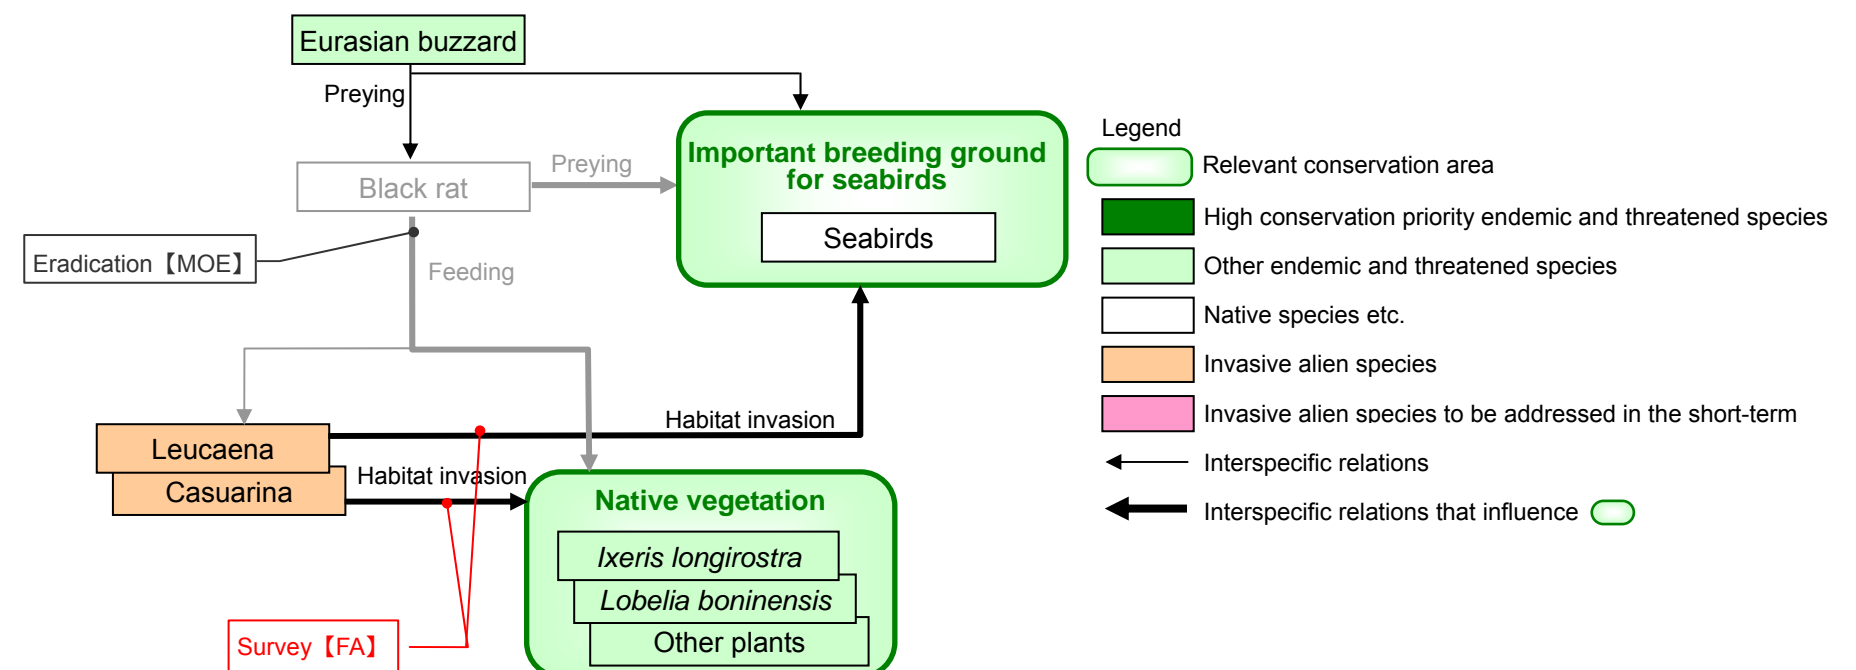 Eurasian buzzard
Preying
Black rat
Preying
Important breeding ground
for seabirds
Seabirds
Eradication【MOE】
Feeding
Habitat invasion
Leucaena
Casuarina
Habitat invasion
Native vegetation
Ixeris longirostra
Lobelia boninensis
Other plants
Survey【FA】
Legend
Relevant conservation area
High conservation priority endemic and threatened species
Other endemic and threatened species
Native species etc.
Invasive alien species
Invasive alien species to be addressed in the short-term
Interspecific relations
Interspecific relations that influence